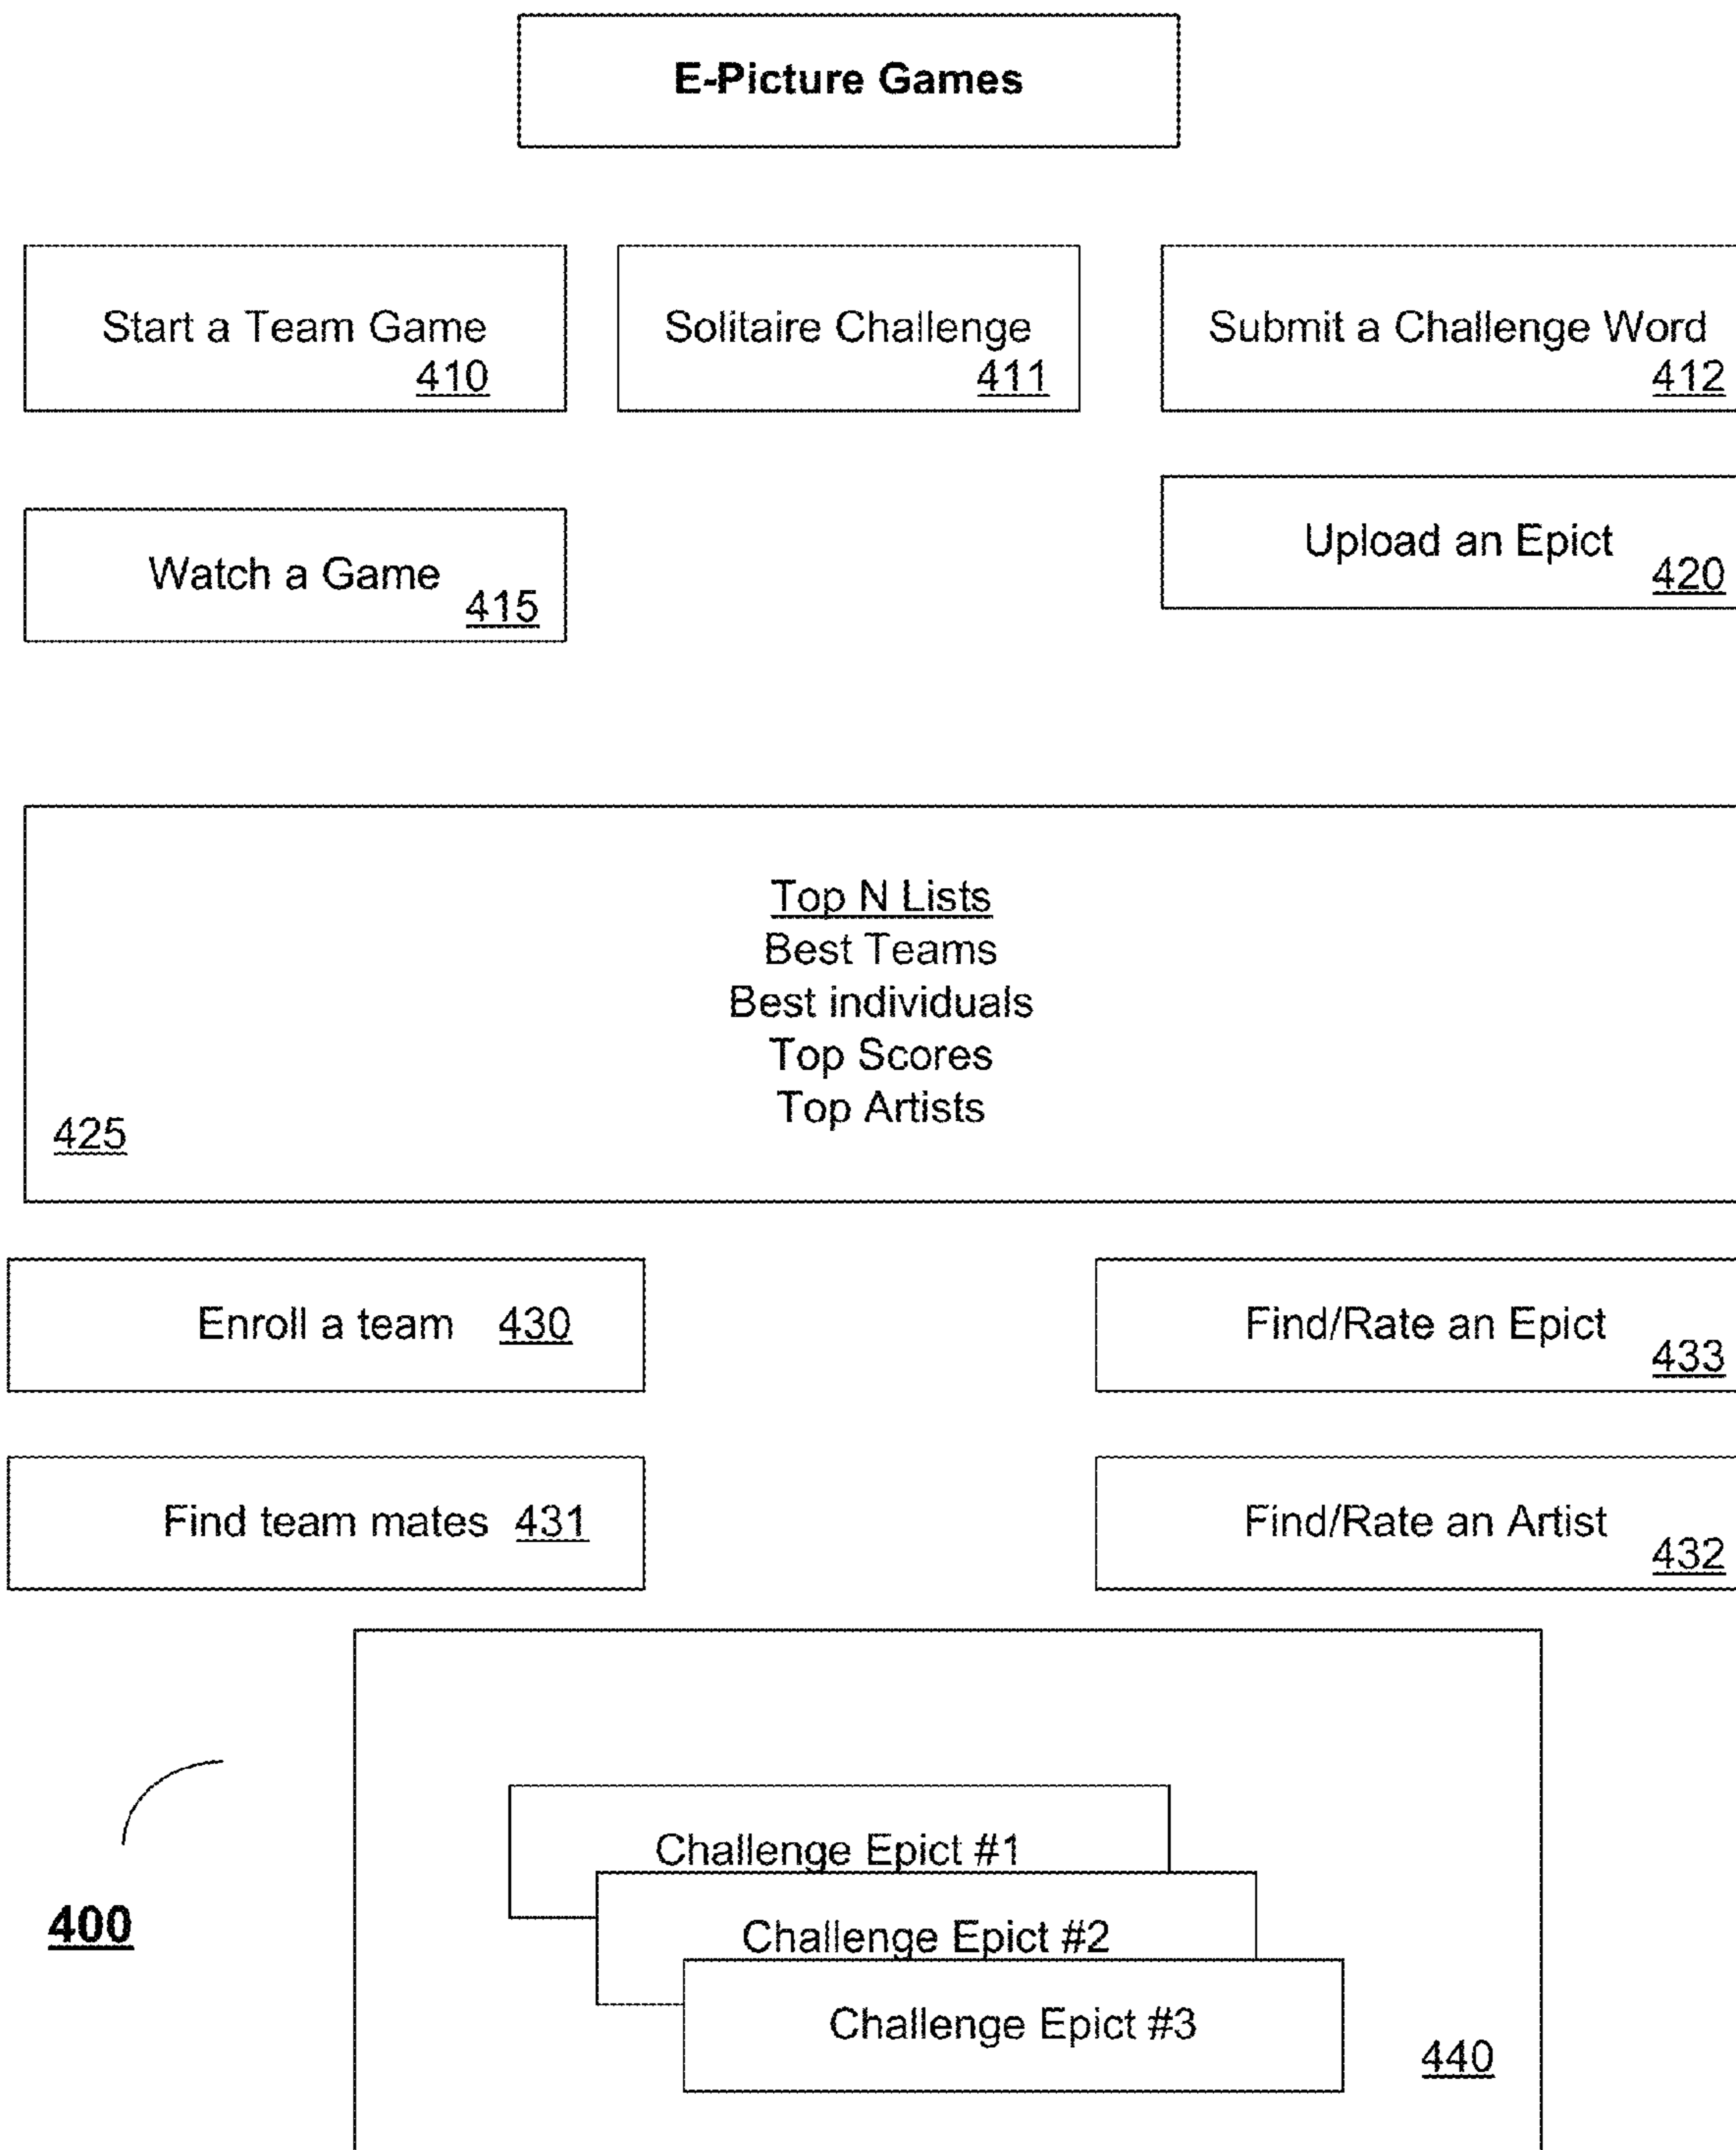 E-Picture Games
Start a Team Game
410
Solitaire Challenge
411
Submit a Challenge Word
412
Watch a Game
415
Upload an Epict
420
Top N Lists
Best Teams
Best individuals
Top Scores
Top Artists
425
Enroll a team 430
Find/Rate an Epict
433
Find team mates 431
Find/Rate an Artist
432
400
Challenge Epict #1
Challenge Epict #2
Challenge Epict #3
440